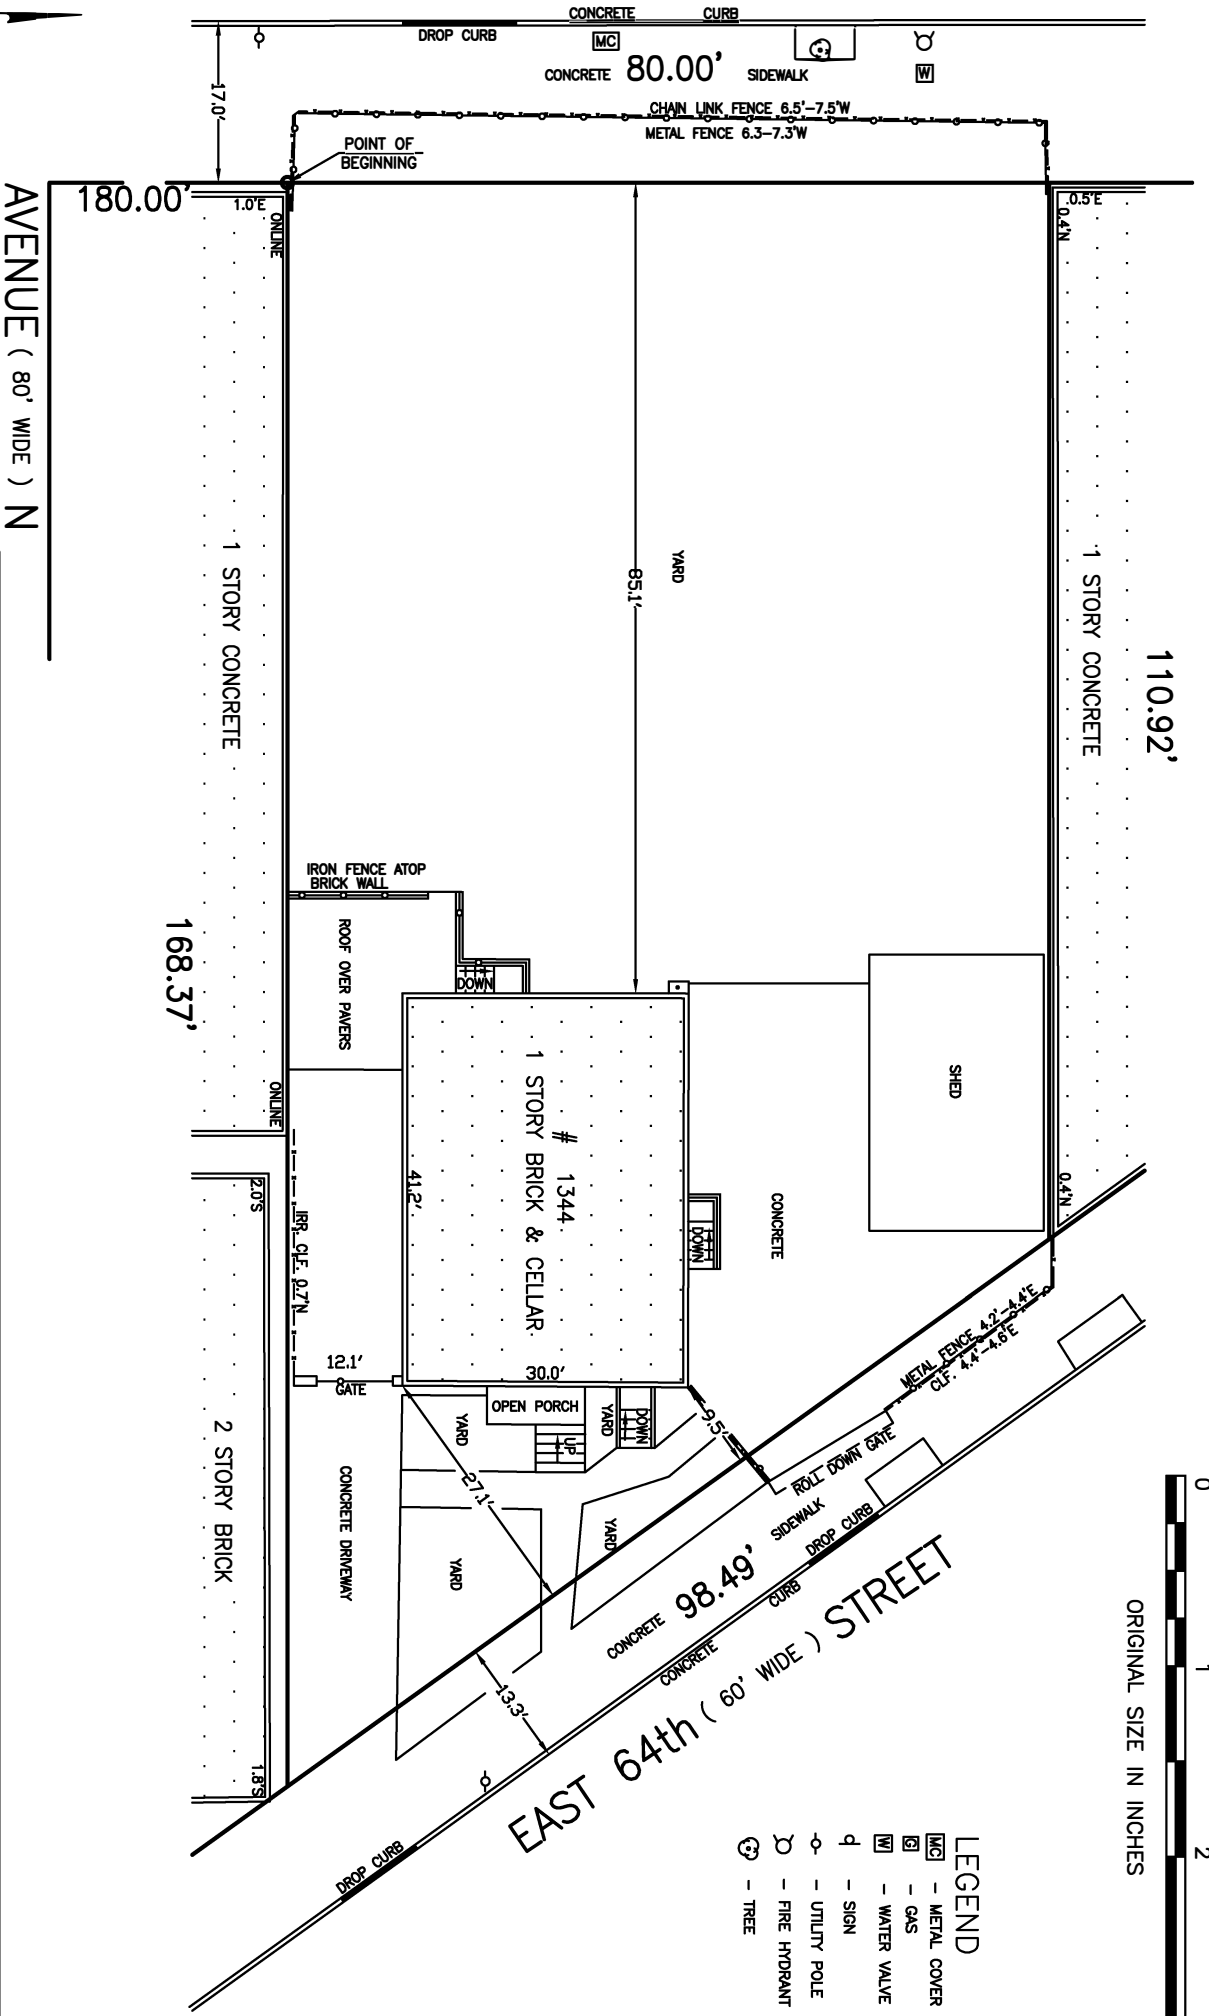 CONCRETE CURB
DROP CURB
MC
CONCRETE 80.00' SIDEWALK
W
17.0'
CHAIN LINK FENCE 6.5'-7.5'W
METAL FENCE 6.3-7.3'W
POINT OF
BEGINNING
180.00'
AVENUE ( 80' WIDE ) N
1.0'E
ONLINE
0.5'E
0.4'N
1 STORY CONCRETE
85.1'
YARD
1 STORY CONCRETE
110.92'
168.37'
IRON FENCE ATOP
BRICK WALL
ROOF OVER PAVERS
DOWN
SHED
ONLINE
# 1344
1 STORY BRICK & CELLAR
41.2'
30.0'
DOWN
CONCRETE
0.4'N
2.0'S
IRR. CLF. 0.7'N
12.1'
GATE
METAL FENCE 4.2'-4.4'E
CLF. 4.4'-4.6'E
OPEN PORCH
YARD
DOWN
UP
YARD
9.5'
27.1'
ROLL DOWN GATE
SIDEWALK
DROP CURB
2 STORY BRICK
CONCRETE DRIVEWAY
YARD
YARD
CONCRETE 98.49'
CURB
CONCRETE
13.3'
EAST 64th ( 60' WIDE ) STREET
1.8'S
DROP CURB
0 1 2
ORIGINAL SIZE IN INCHES
LEGEND
MC - METAL COVER
G - GAS
W - WATER VALVE
- SIGN
- UTILITY POLE
- FIRE HYDRANT
- TREE